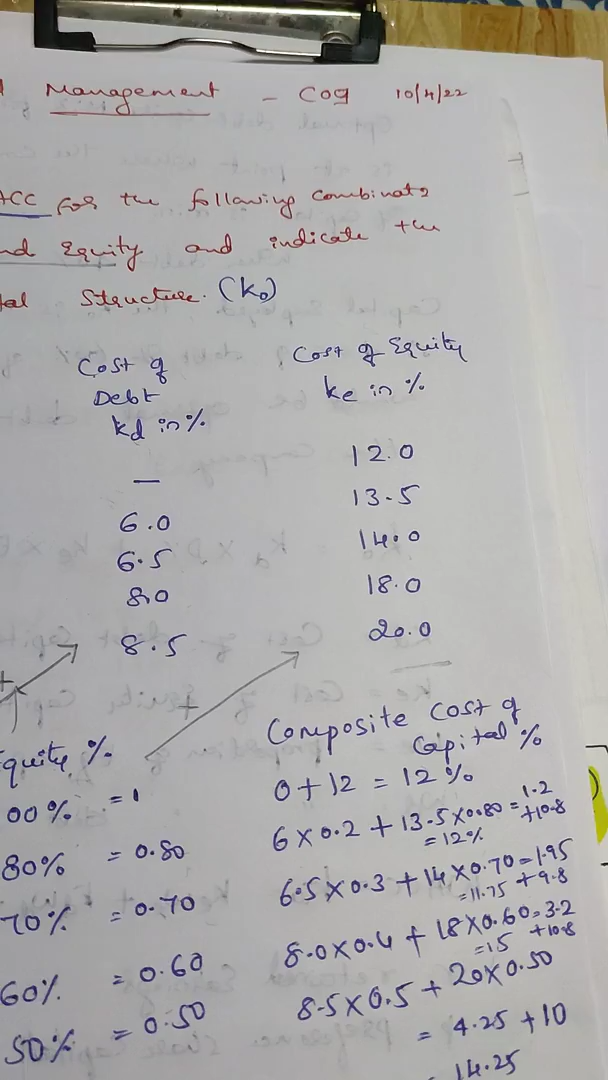 Management - COG 10/4/22
ACC for the following Combinat
nd Equity and indicate the
tal Structure. (Ko)
Cost of Debt kd in %
Cost of Equity ke in %
— 12.0
6.0 13.5
6.5 14.0
8.0 18.0
8.5 20.0
quity %
Composite Cost of Capital %
00% = 1 0 + 12 = 12 %
80% = 0.80 6 x 0.2 + 13.5 x 0.80 = 1.2 + 10.8
= 12%
70% = 0.70 6.5 x 0.3 + 14 x 0.70 = 1.95 + 9.8
= 11.75
60% = 0.60 8.0 x 0.4 + 18 x 0.60 = 3.2 + 10.8
= 15
50% = 0.50 8.5 x 0.5 + 20 x 0.50
= 4.25 + 10
14.25